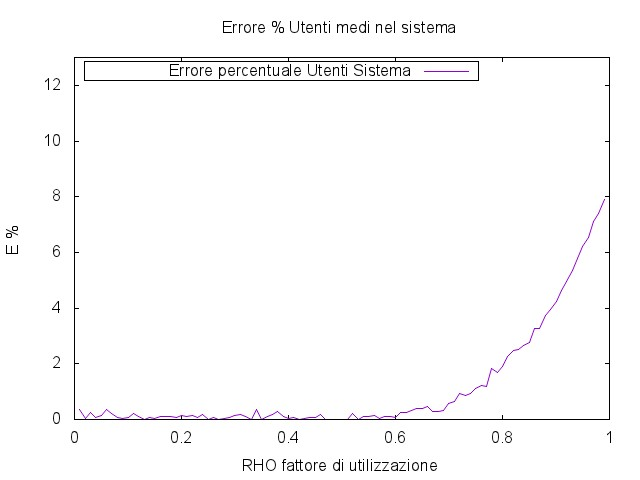 Errore % Utenti medi nel sistema
Errore percentuale Utenti Sistema
12
10
8
6
4
2
0
E %
0 0.2 0.4 0.6 0.8 1
RHO fattore di utilizzazione